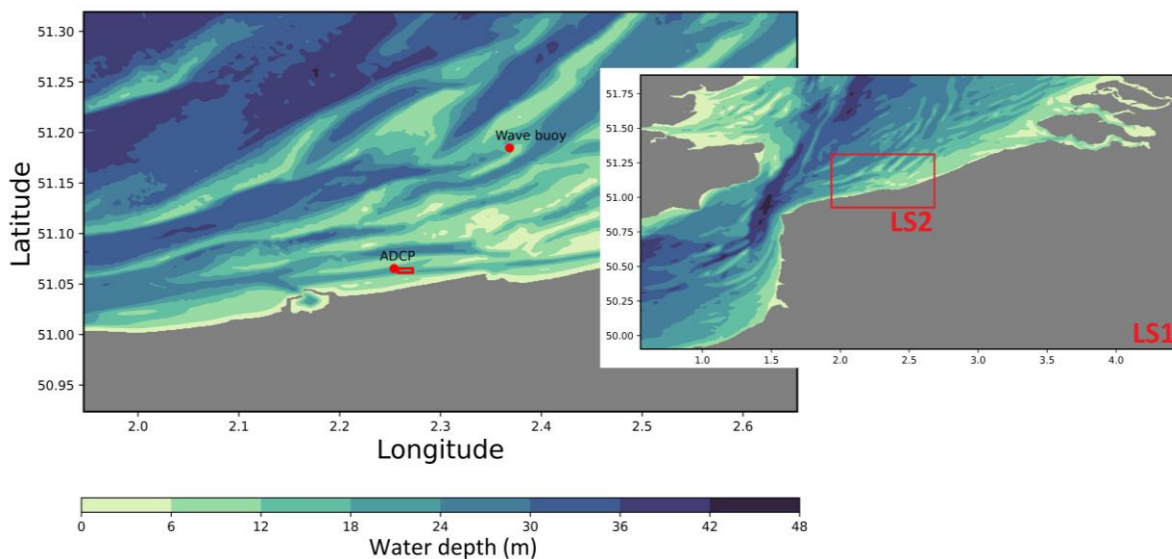 51.30
51.25
51.20
51.15
51.10
51.05
51.00
50.95
Latitude
Wave buoy
ADCP
2.0 2.1 2.2 2.3 2.4 2.5 2.6
Longitude
51.75
51.50
51.25
51.00
50.75
50.50
50.25
50.00
LS2
LS1
1.0 1.5 2.0 2.5 3.0 3.5 4.0
0 6 12 18 24 30 36 42 48
Water depth (m)